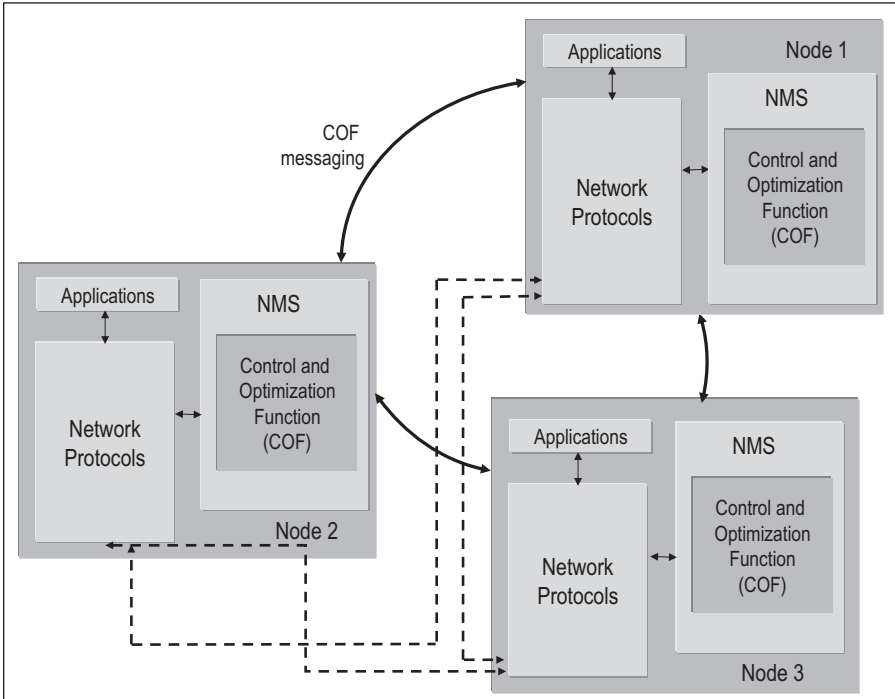 Node 1
Applications
NMS
Network
Protocols
Control and
Optimization
Function
(COF)
COF
messaging
Applications
NMS
Network
Protocols
Control and
Optimization
Function
(COF)
Node 2
Applications
NMS
Network
Protocols
Control and
Optimization
Function
(COF)
Node 3